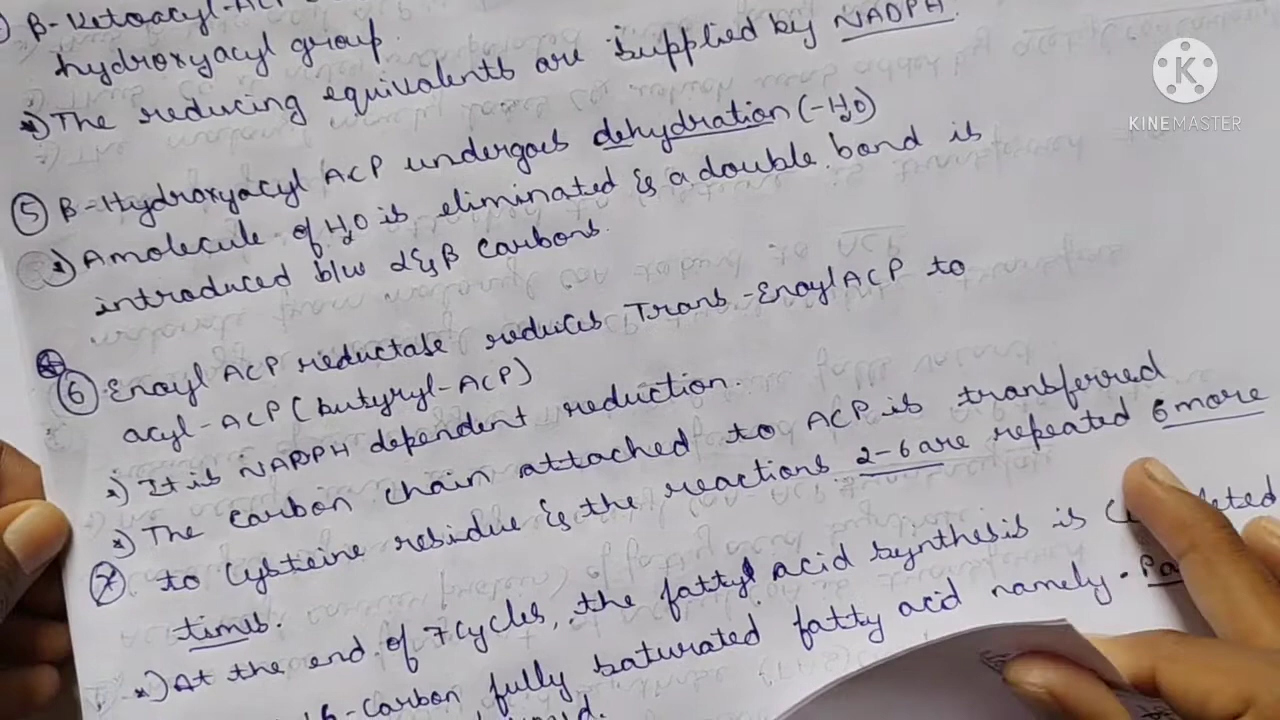 β-Ketoacyl-ACP
hydroxyacyl group.
*) The reducing equivalents are supplied by NADPH.
⑤ β-Hydroxyacyl ACP undergoes dehydration (-H₂O)
*) A molecule of H₂O is eliminated & a double bond is
introduced b/w α & β carbons.
⑥ Enoyl ACP reductase reduces Trans-Enoyl ACP to
acyl-ACP (butyryl-ACP)
*) It is NADPH dependent reduction.
*) The carbon chain attached to ACP is transferred
⑦ to Cysteine residue & the reactions 2-6 are repeated 6 more
times.
*) At the end of 7 cycles, the fatty acid synthesis is
16-carbon fully saturated fatty acid namely
KINEMASTER